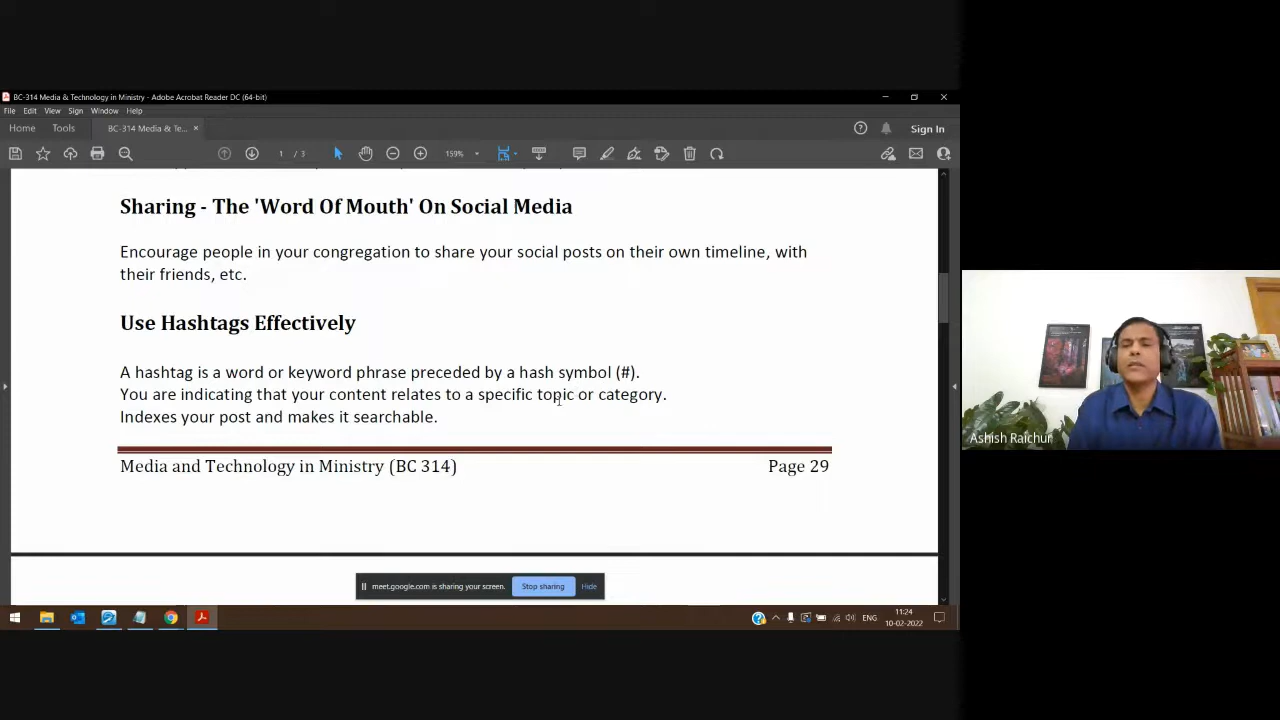 BC-314 Media & Technology in Ministry - Adobe Acrobat Reader DC (64-bit)
File Edit View Sign Window Help
Home Tools BC-314 Media & Te... × Sign In
1 / 3 159%
Sharing - The 'Word Of Mouth' On Social Media
Encourage people in your congregation to share your social posts on their own timeline, with
their friends, etc.
Use Hashtags Effectively
A hashtag is a word or keyword phrase preceded by a hash symbol (#).
You are indicating that your content relates to a specific topic or category.
Indexes your post and makes it searchable.
Media and Technology in Ministry (BC 314) Page 29
Ashish Raichur
meet.google.com is sharing your screen. Stop sharing Hide
ENG 11:24
10-02-2022